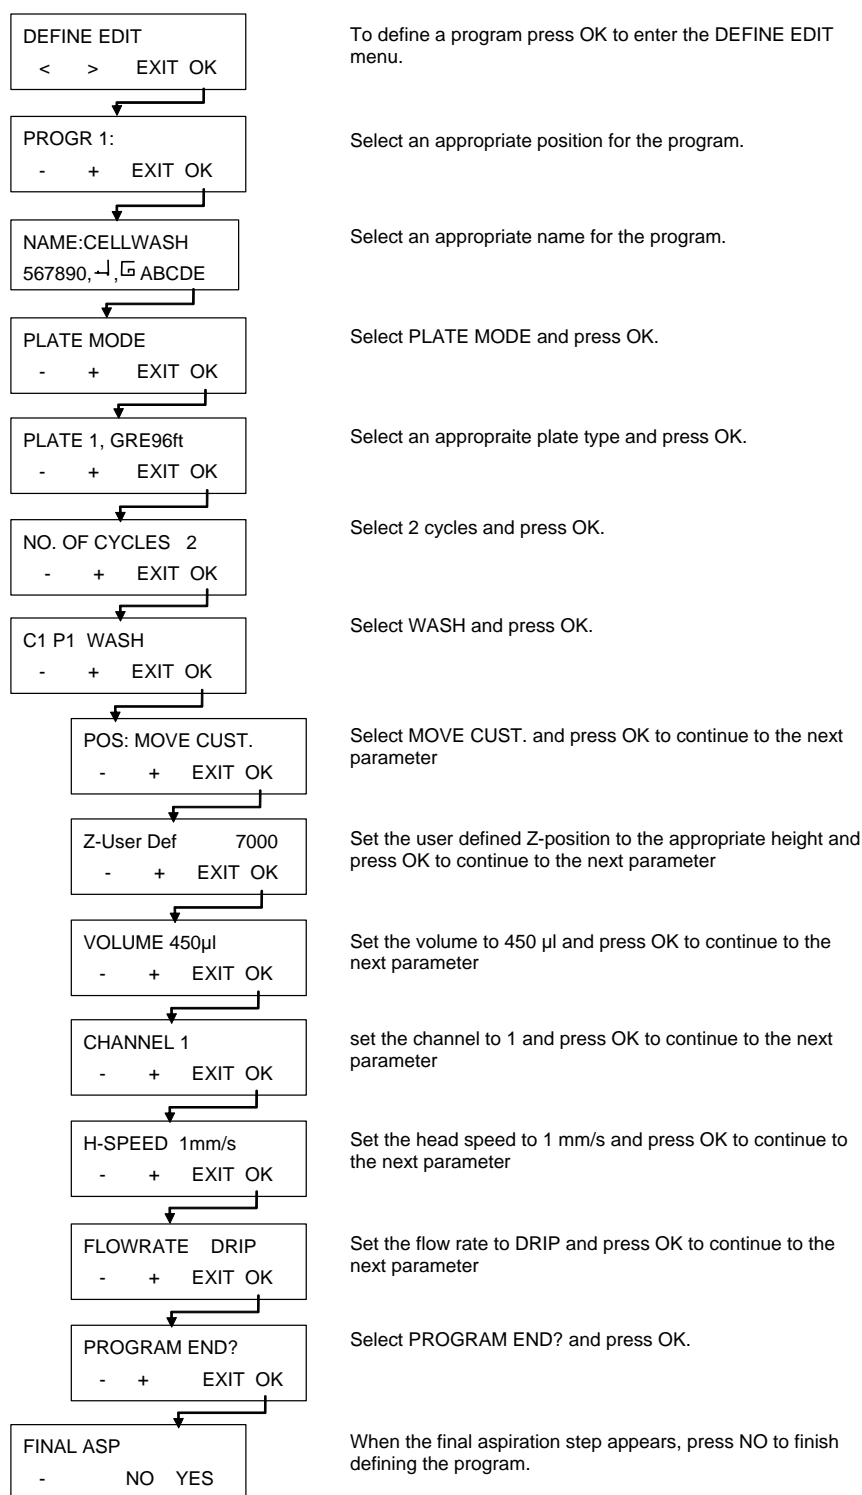 DEFINE EDIT
< > EXIT OK
To define a program press OK to enter the DEFINE EDIT
menu.
PROGR 1:
- + EXIT OK
Select an appropriate position for the program.
NAME:CELLWASH
567890,⏎,G ABCDE
Select an appropriate name for the program.
PLATE MODE
- + EXIT OK
Select PLATE MODE and press OK.
PLATE 1, GRE96ft
- + EXIT OK
Select an appropraite plate type and press OK.
NO. OF CYCLES 2
- + EXIT OK
Select 2 cycles and press OK.
C1 P1 WASH
- + EXIT OK
Select WASH and press OK.
POS: MOVE CUST.
- + EXIT OK
Select MOVE CUST. and press OK to continue to the next
parameter
Z-User Def 7000
- + EXIT OK
Set the user defined Z-position to the appropriate height and
press OK to continue to the next parameter
VOLUME 450µl
- + EXIT OK
Set the volume to 450 µl and press OK to continue to the
next parameter
CHANNEL 1
- + EXIT OK
set the channel to 1 and press OK to continue to the next
parameter
H-SPEED 1mm/s
- + EXIT OK
Set the head speed to 1 mm/s and press OK to continue to
the next parameter
FLOWRATE DRIP
- + EXIT OK
Set the flow rate to DRIP and press OK to continue to the
next parameter
PROGRAM END?
- + EXIT OK
Select PROGRAM END? and press OK.
FINAL ASP
- NO YES
When the final aspiration step appears, press NO to finish
defining the program.